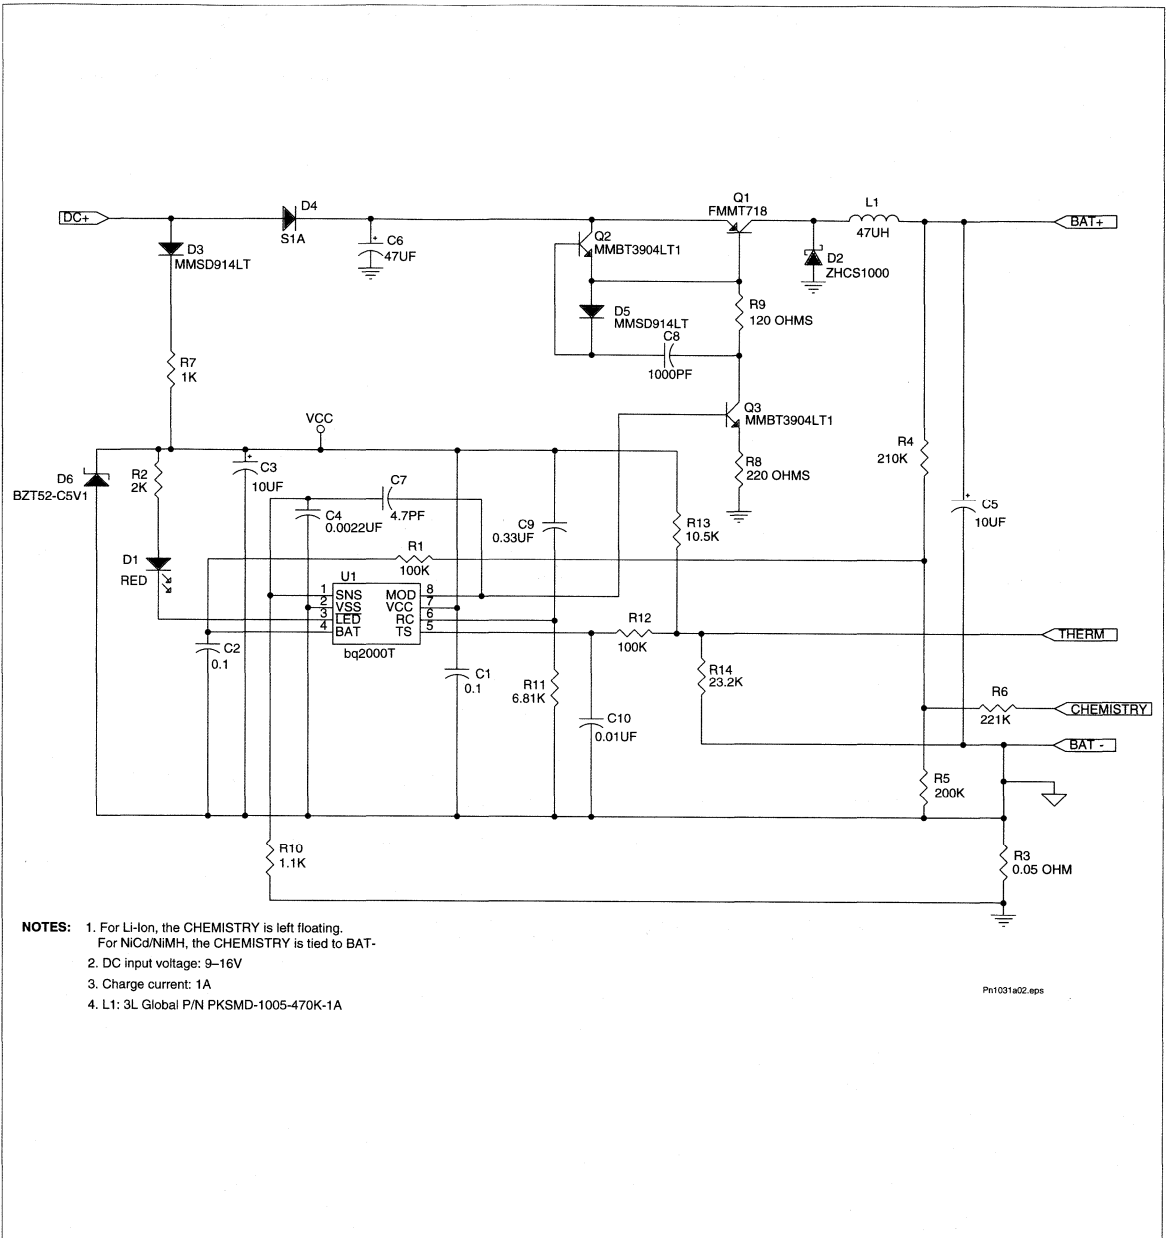 DC+
D4
S1A
D3
MMSD914LT
C6
47UF
Q2
MMBT3904LT1
Q1
FMMT718
L1
47UH
BAT+
D2
ZHCS1000
D5
MMSD914LT
R9
120 OHMS
C8
1000PF
R7
1K
VCC
Q3
MMBT3904LT1
R4
210K
R8
220 OHMS
D6
BZT52-C5V1
R2
2K
C3
10UF
C7
4.7PF
C4
0.0022UF
C9
0.33UF
R13
10.5K
C5
10UF
D1
RED
R1
100K
U1
1 SNS MOD 8
2 VSS VCC 7
3 LED RC 6
4 BAT TS 5
bq2000T
R12
100K
THERM
C2
0.1
C1
0.1
R11
6.81K
R14
23.2K
C10
0.01UF
R6
221K
CHEMISTRY
BAT -
R5
200K
R10
1.1K
R3
0.05 OHM
NOTES: 1. For Li-Ion, the CHEMISTRY is left floating.
For NiCd/NiMH, the CHEMISTRY is tied to BAT-
2. DC input voltage: 9–16V
3. Charge current: 1A
4. L1: 3L Global P/N PKSMD-1005-470K-1A
Pn1031a02.eps